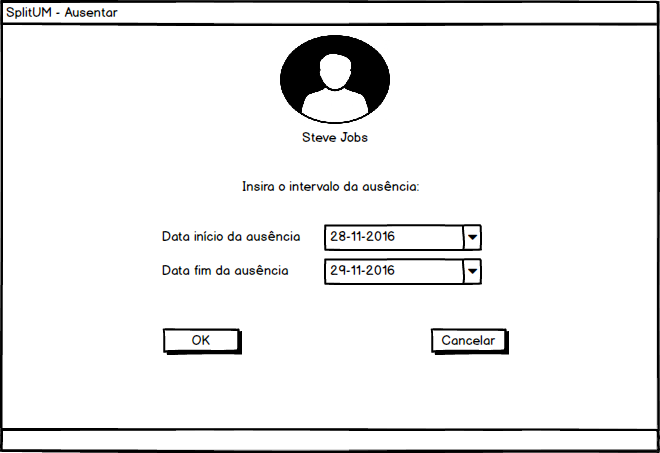 SplitUM - Ausentar
Steve Jobs
Insira o intervalo da ausência:
Data início da ausência 28-11-2016
Data fim da ausência 29-11-2016
OK Cancelar